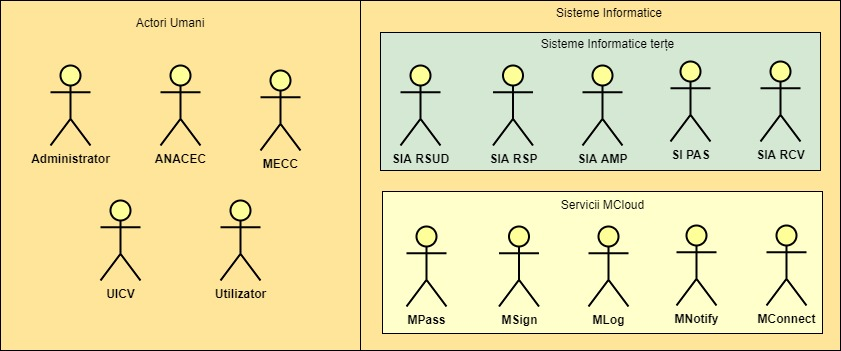 Actori Umani
Administrator
ANACEC
MECC
UICV
Utilizator
Sisteme Informatice
Sisteme Informatice terțe
SIA RSUD
SIA RSP
SIA AMP
SI PAS
SIA RCV
Servicii MCloud
MPass
MSign
MLog
MNotify
MConnect